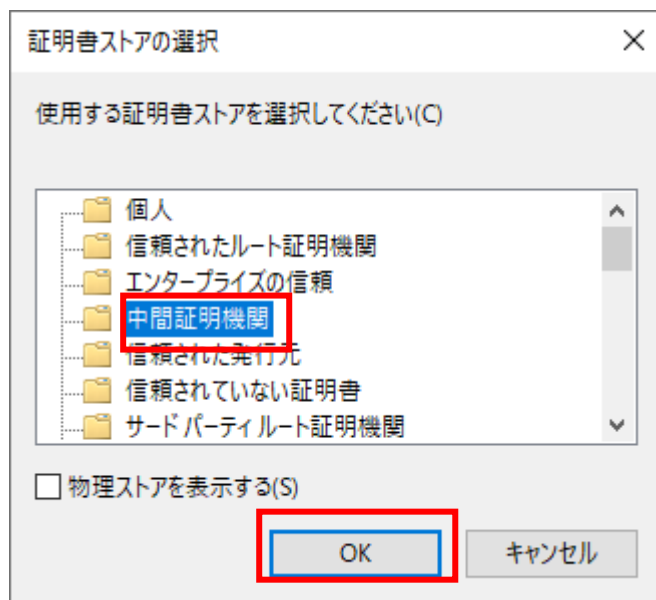 証明書ストアの選択
使用する証明書ストアを選択してください(C)
個人
信頼されたルート証明機関
エンタープライズの信頼
中間証明機関
信頼された発行元
信頼されていない証明書
サード パーティ ルート証明機関
物理ストアを表示する(S)
OK キャンセル